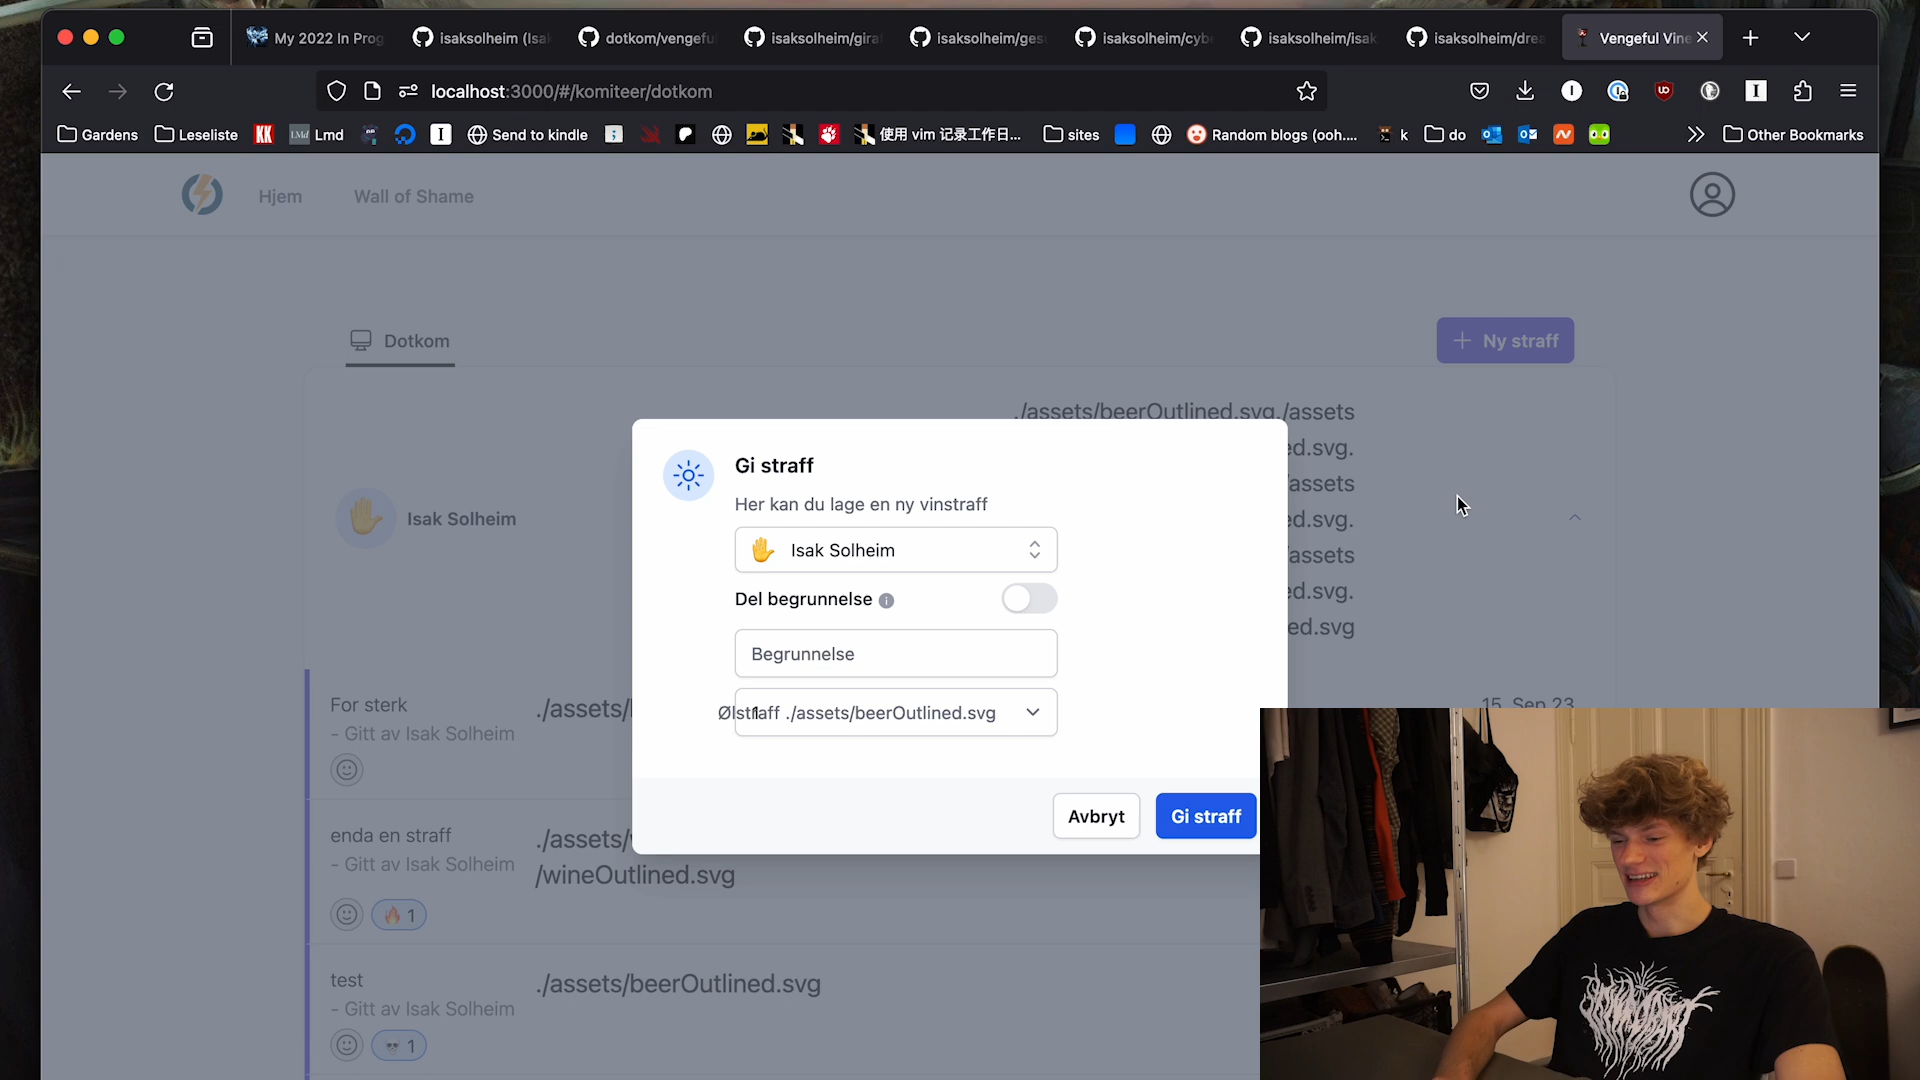 My 2022 In Prog
isaksolheim (Isa
dotkom/vengefu
isaksolheim/gira
isaksolheim/ges
isaksolheim/cyb
isaksolheim/isak
isaksolheim/drea
Vengeful Vine
localhost:3000/#/komiteer/dotkom
Gardens
Leseliste
KK
LMd Lmd
Send to kindle
使用 vim 记录工作日...
sites
Random blogs (ooh....
k
do
Other Bookmarks
Hjem
Wall of Shame
Dotkom
+ Ny straff
./assets/beerOutlined.svg./assets
ed.svg.
/assets
ed.svg.
/assets
ed.svg.
ed.svg
Isak Solheim
Gi straff
Her kan du lage en ny vinstraff
Isak Solheim
Del begrunnelse
Begrunnelse
1
Ølstraff ./assets/beerOutlined.svg
Avbryt
Gi straff
For sterk
./assets/
15. Sep 23
- Gitt av Isak Solheim
enda en straff
./assets/
/wineOutlined.svg
- Gitt av Isak Solheim
1
test
./assets/beerOutlined.svg
- Gitt av Isak Solheim
1